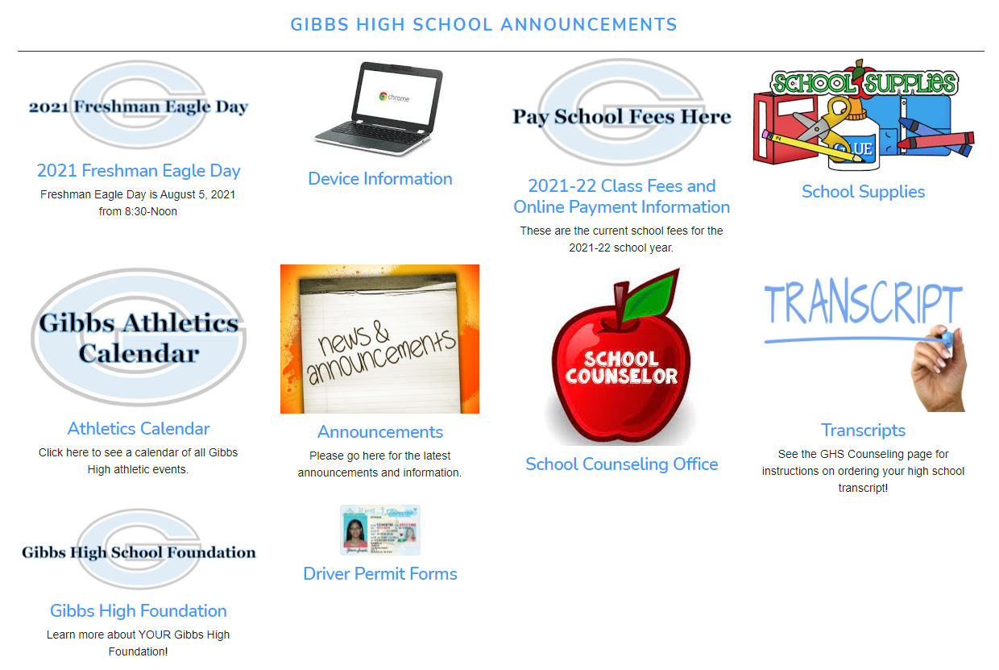 GIBBS HIGH SCHOOL ANNOUNCEMENTS
2021 Freshman Eagle Day
2021 Freshman Eagle Day
Freshman Eagle Day is August 5, 2021
from 8:30-Noon
chrome
Device Information
Pay School Fees Here
2021-22 Class Fees and
Online Payment Information
These are the current school fees for the
2021-22 school year.
SCHOOL SUPPLIES
GLUE
School Supplies
Gibbs Athletics
Calendar
Athletics Calendar
Click here to see a calendar of all Gibbs
High athletic events.
news &
announcements
Announcements
Please go here for the latest
announcements and information.
SCHOOL
COUNSELOR
School Counseling Office
TRANSCRIPT
Transcripts
See the GHS Counseling page for
instructions on ordering your high school
transcript!
Gibbs High School Foundation
Gibbs High Foundation
Learn more about YOUR Gibbs High
Foundation!
Driver Permit Forms